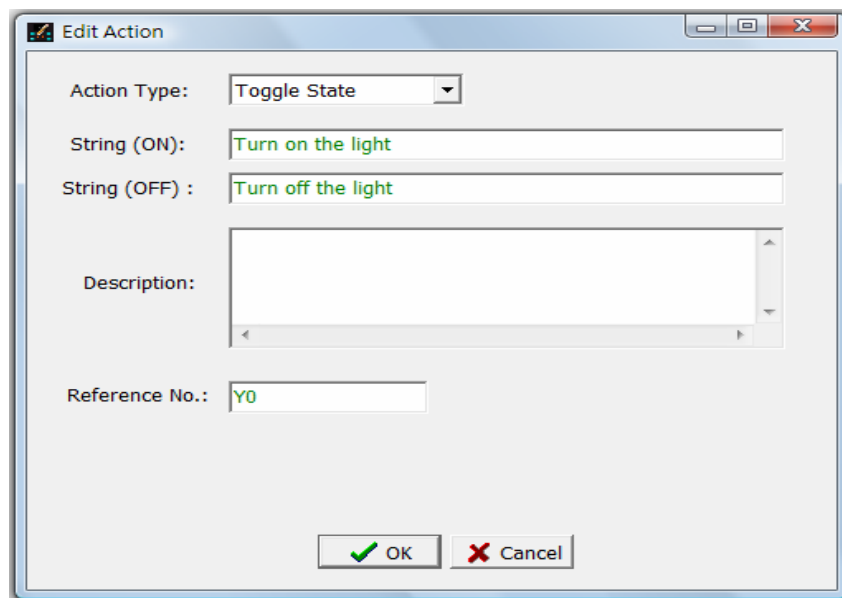 Edit Action
Action Type: Toggle State
String (ON): Turn on the light
String (OFF) : Turn off the light
Description:
Reference No.: Y0
OK Cancel